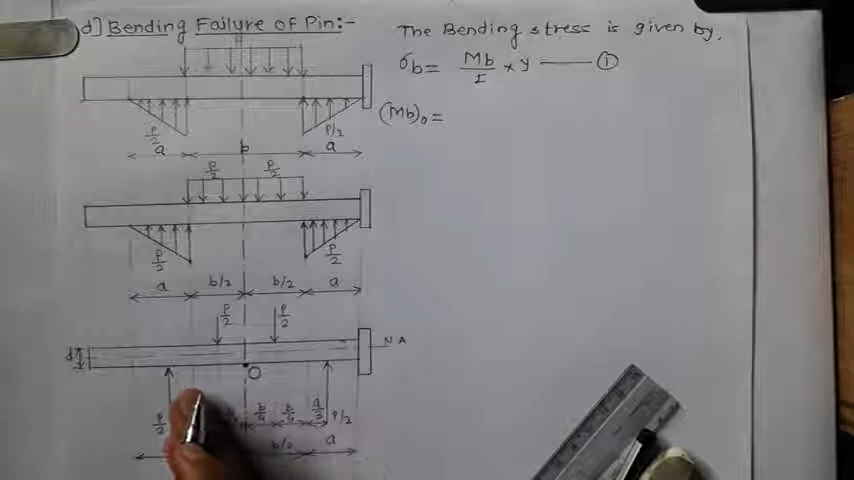 d] Bending Failure of Pin:-
The Bending stress is given by,
σb = Mb/I × y —— ①
(Mb)o =
P/2 P/2
a b a
P/2 P/2
P/2 P/2
a b/2 b/2 a
P/2 P/2
d N A
O
P/2 b/4 b/4 a/3 P/2
b/2 a